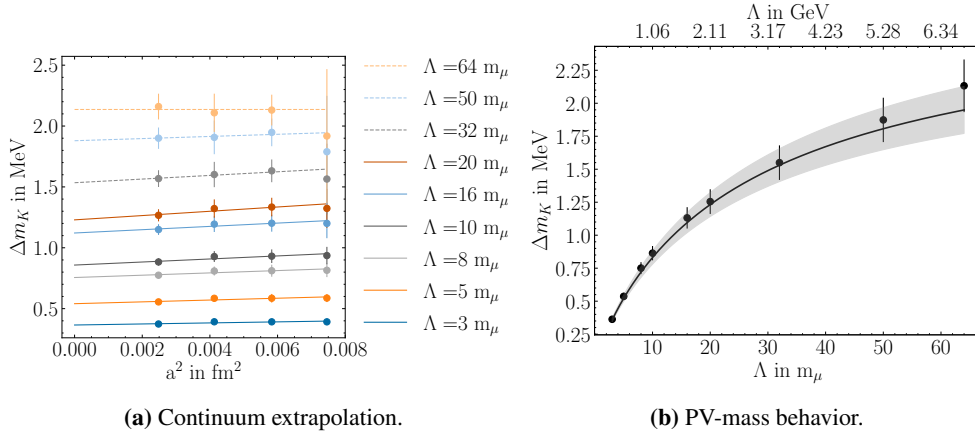 2.5
2.0
1.5
1.0
0.5
Δm_K in MeV
0.000 0.002 0.004 0.006 0.008
a² in fm²
Λ =64 m_μ
Λ =50 m_μ
Λ =32 m_μ
Λ =20 m_μ
Λ =16 m_μ
Λ =10 m_μ
Λ =8 m_μ
Λ =5 m_μ
Λ =3 m_μ
(a) Continuum extrapolation.
Λ in GeV
1.06 2.11 3.17 4.23 5.28 6.34
2.25
2.00
1.75
1.50
1.25
1.00
0.75
0.5
0.25
Δm_K in MeV
10 20 30 40 50 60
Λ in m_μ
(b) PV-mass behavior.